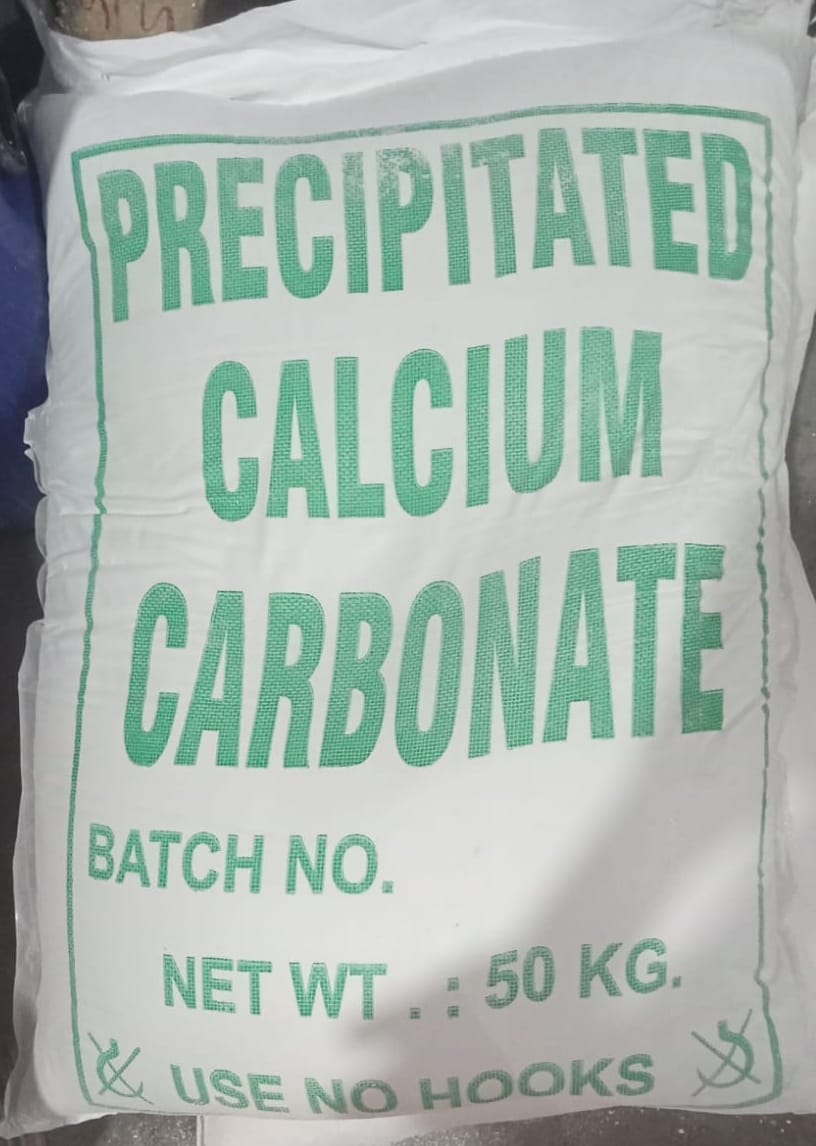 PRECIPITATED
CALCIUM
CARBONATE
BATCH NO.
NET WT . : 50 KG.
USE NO HOOKS